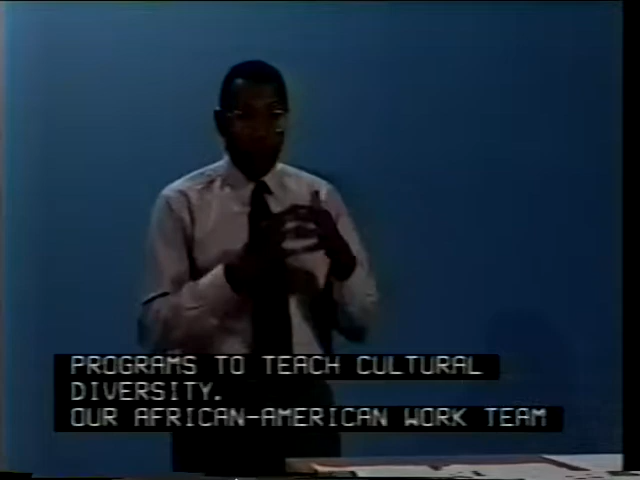 PROGRAMS TO TEACH CULTURAL
DIVERSITY.
OUR AFRICAN-AMERICAN WORK TEAM